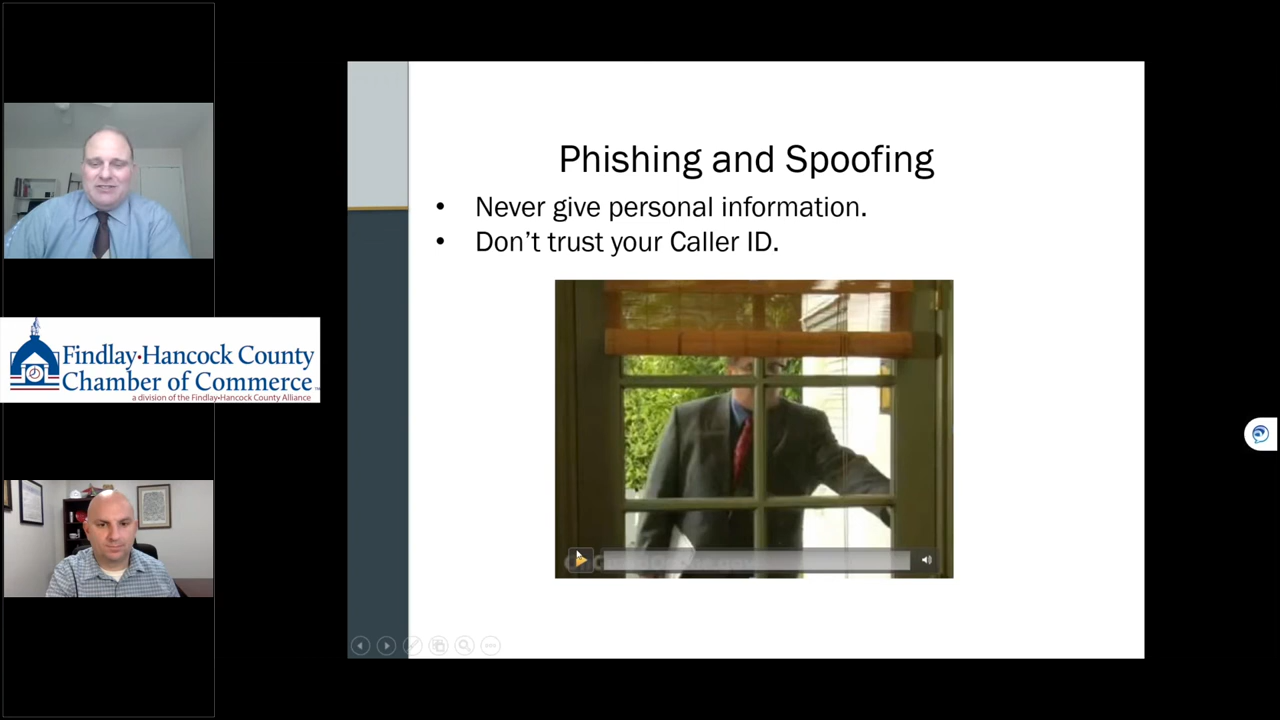 Findlay•Hancock County
Chamber of Commerce
a division of the Findlay•Hancock County Alliance
Phishing and Spoofing
• Never give personal information.
• Don't trust your Caller ID.